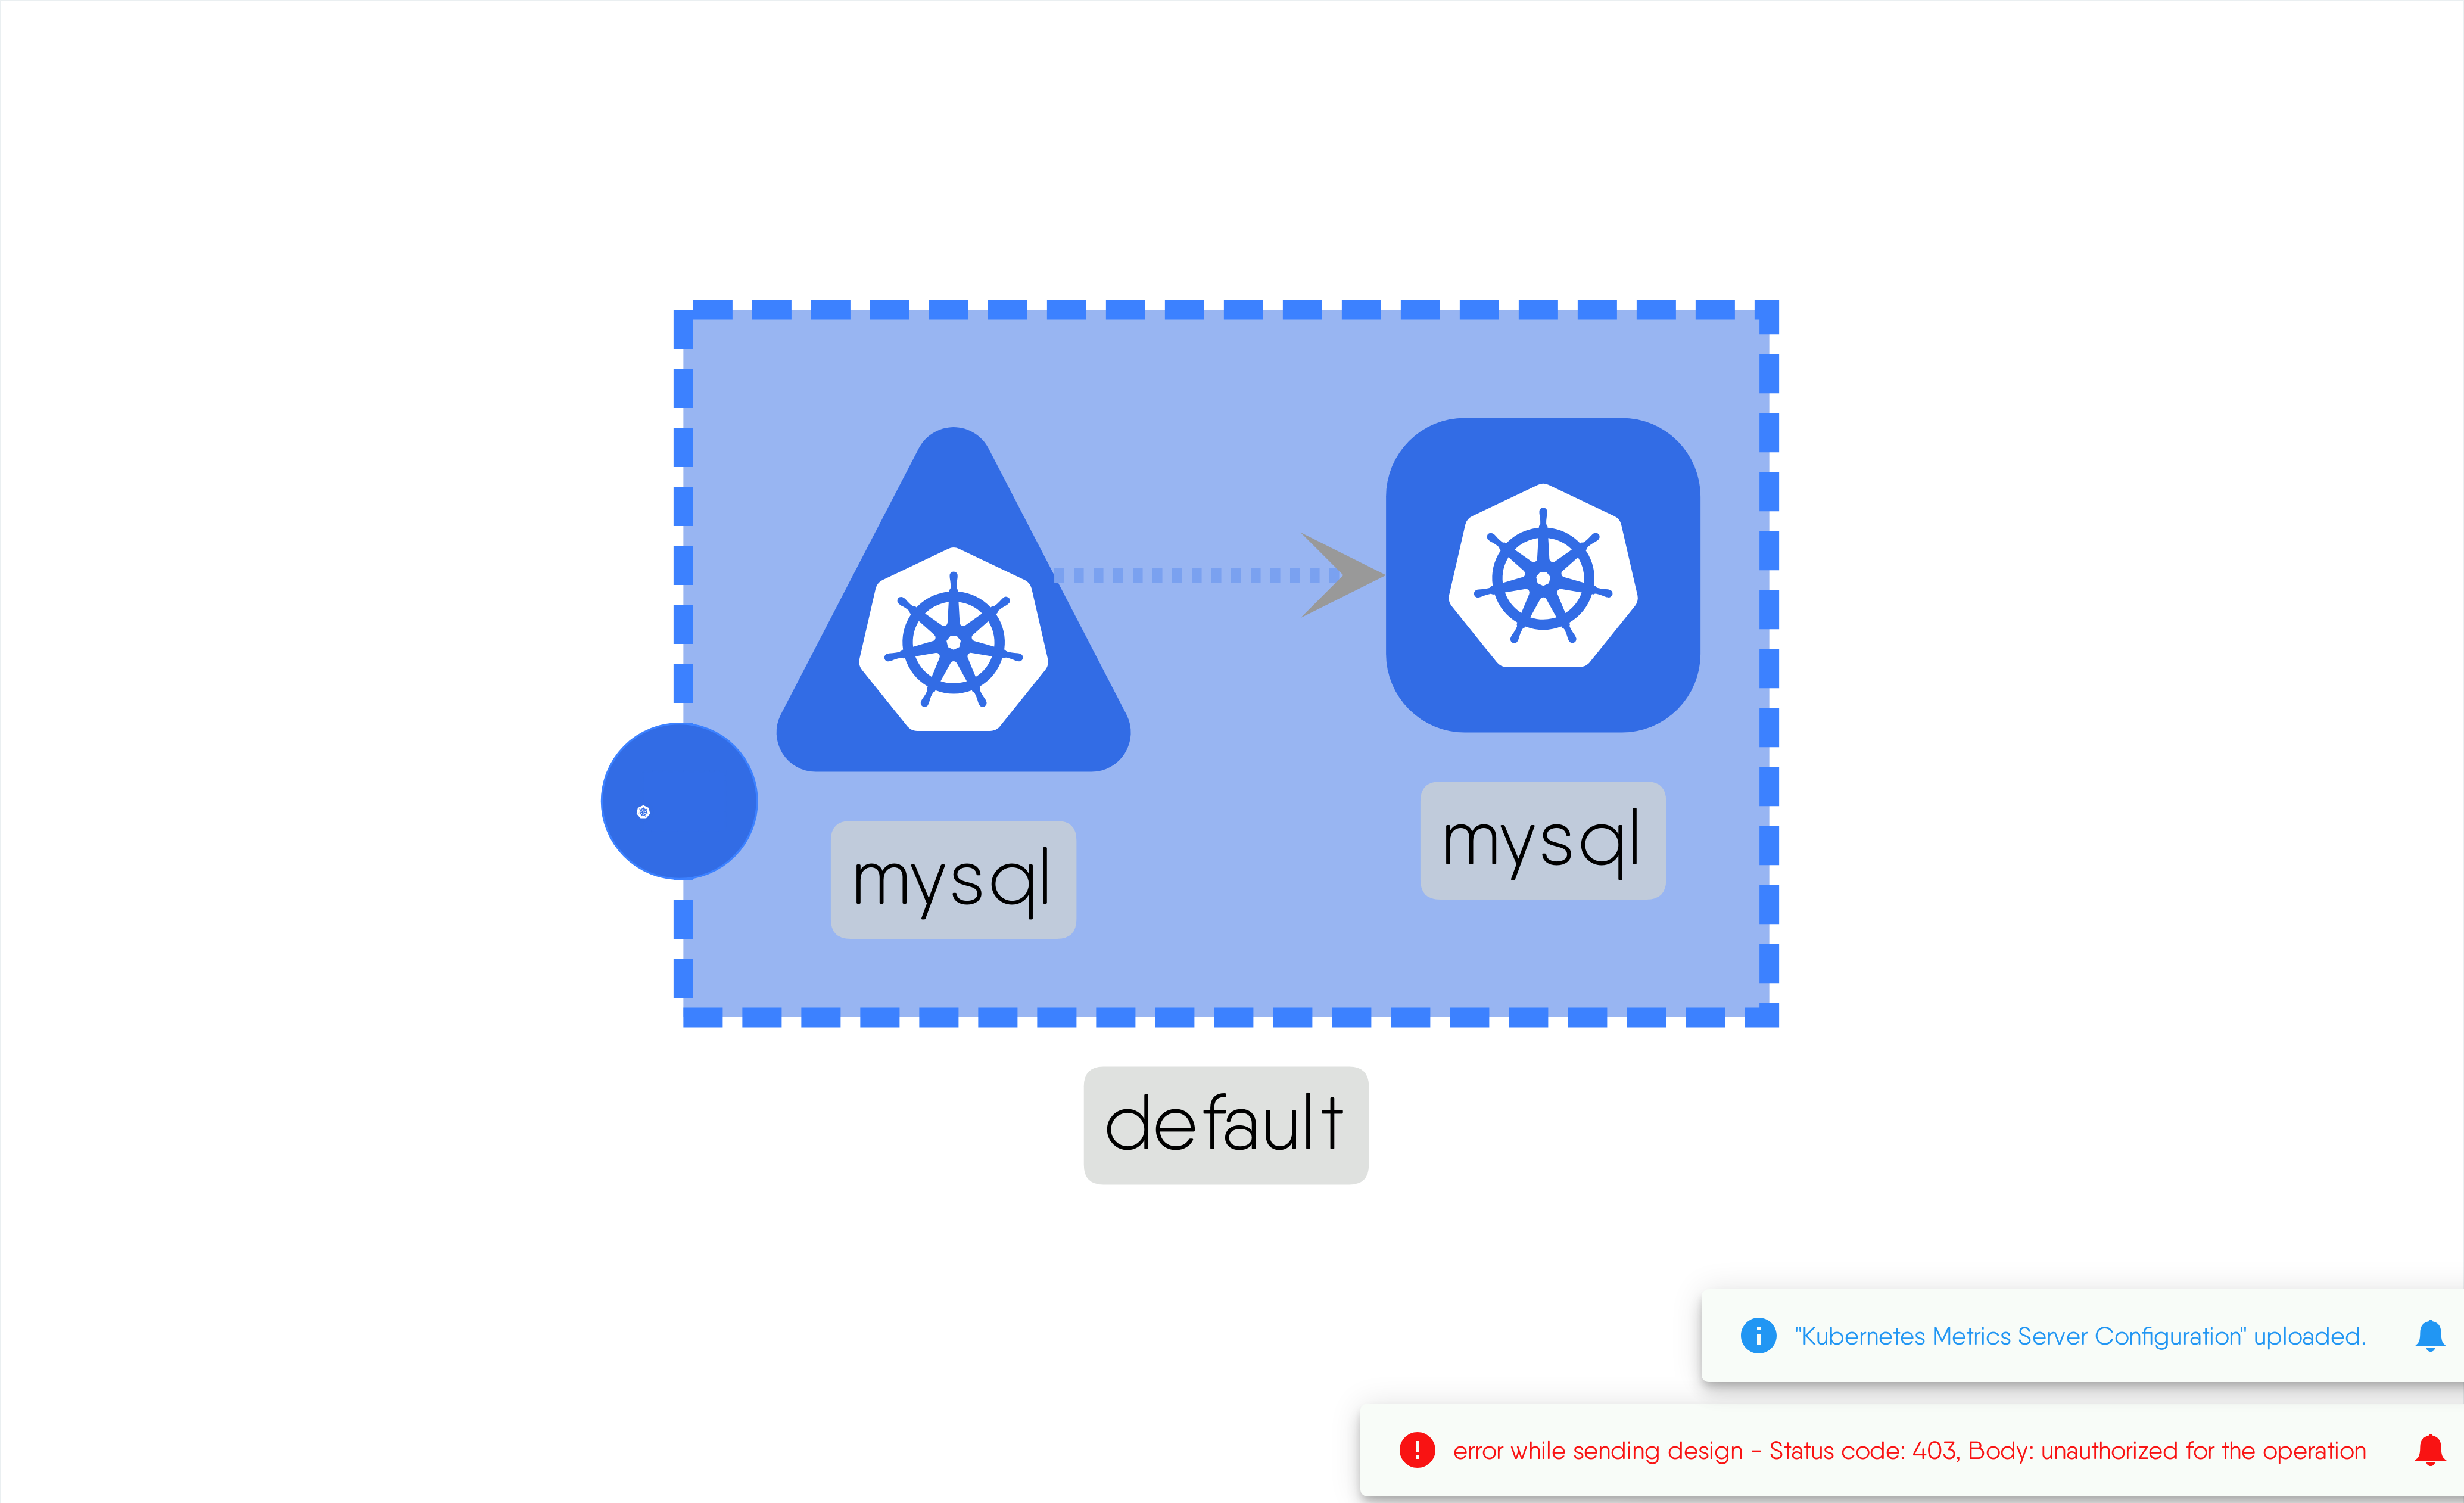 mysql
mysql
default
"Kubernetes Metrics Server Configuration" uploaded.
error while sending design - Status code: 403, Body: unauthorized for the operation